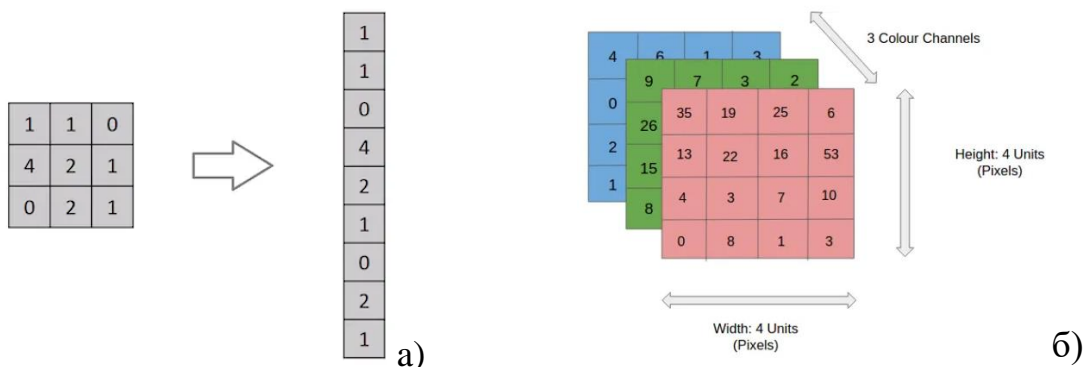 1 1 0
4 2 1
0 2 1
1
1
0
4
2
1
0
2
1
а)
4 6 1 3
0
2
1
9 7 3 2
26
15
8
35 19 25 6
13 22 16 53
4 3 7 10
0 8 1 3
3 Colour Channels
Height: 4 Units
(Pixels)
Width: 4 Units
(Pixels)
б)